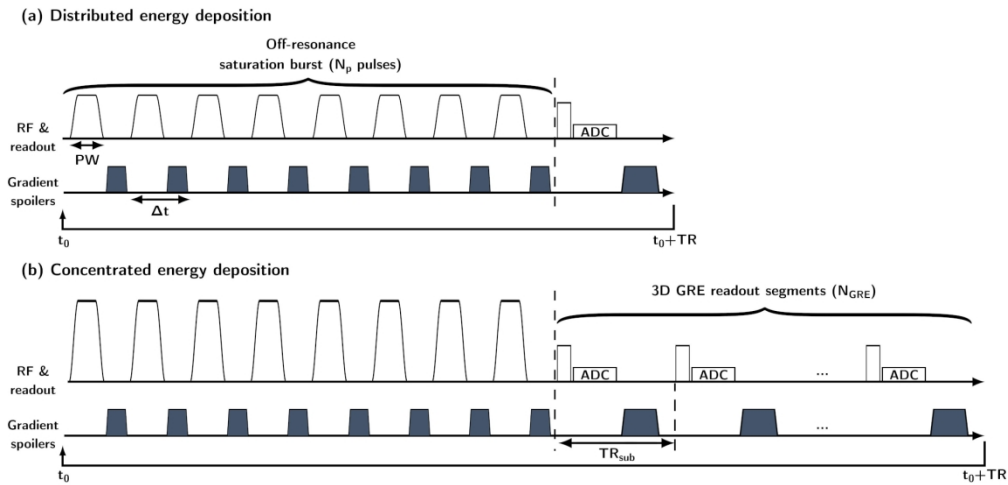 (a) Distributed energy deposition
Off-resonance
saturation burst (Np pulses)
RF &
readout
ADC
PW
Gradient
spoilers
Δt
t0
t0+TR
(b) Concentrated energy deposition
3D GRE readout segments (NGRE)
RF &
readout
ADC
ADC
...
ADC
Gradient
spoilers
...
TRsub
t0
t0+TR